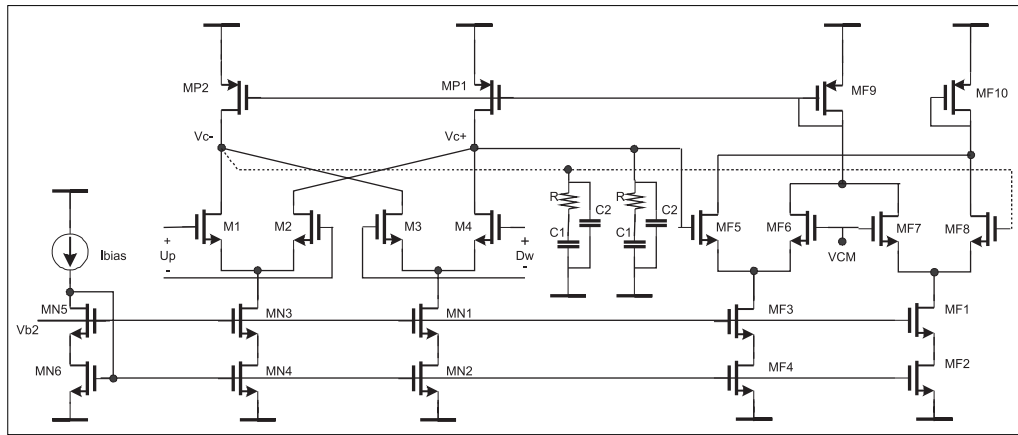 MP2
MP1
MF9
MF10
Vc-
Vc+
R
C2
R
C2
M1
M2
M3
M4
C1
C1
MF5
MF6
MF7
MF8
+
Up
-
+
Dw
-
VCM
Ibias
MN5
MN3
MN1
MF3
MF1
Vb2
MN6
MN4
MN2
MF4
MF2